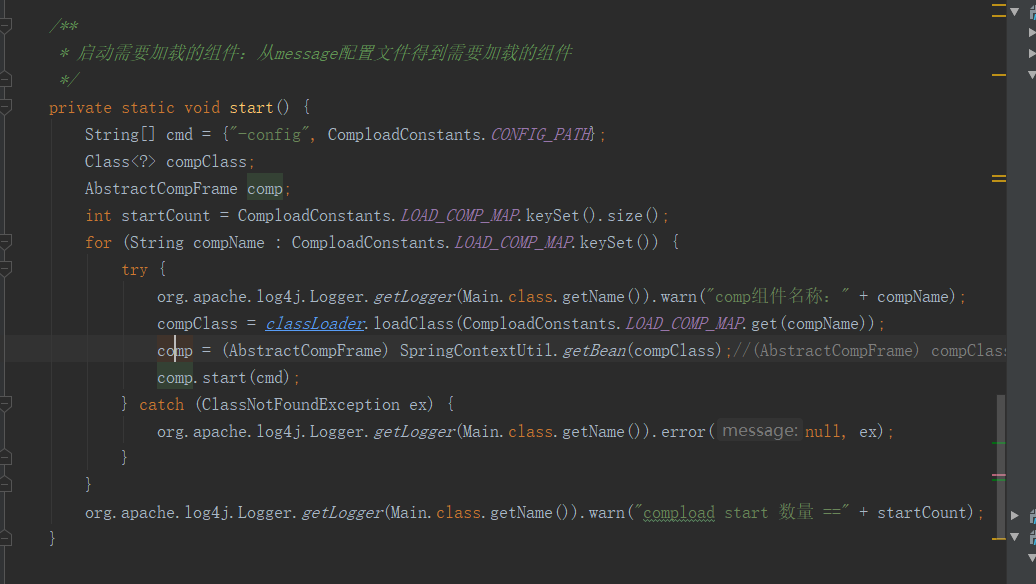 /**
 * 启动需要加载的组件：从message配置文件得到需要加载的组件
 */
private static void start() {
    String[] cmd = {"-config", ComploadConstants.CONFIG_PATH};
    Class<?> compClass;
    AbstractCompFrame comp;
    int startCount = ComploadConstants.LOAD_COMP_MAP.keySet().size();
    for (String compName : ComploadConstants.LOAD_COMP_MAP.keySet()) {
        try {
            org.apache.log4j.Logger.getLogger(Main.class.getName()).warn("comp组件名称：" + compName);
            compClass = classLoader.loadClass(ComploadConstants.LOAD_COMP_MAP.get(compName));
            comp = (AbstractCompFrame) SpringContextUtil.getBean(compClass);//(AbstractCompFrame) compClas
            comp.start(cmd);
        } catch (ClassNotFoundException ex) {
            org.apache.log4j.Logger.getLogger(Main.class.getName()).error( message: null, ex);
        }
    }
    org.apache.log4j.Logger.getLogger(Main.class.getName()).warn("compload start 数量 ==" + startCount);
}